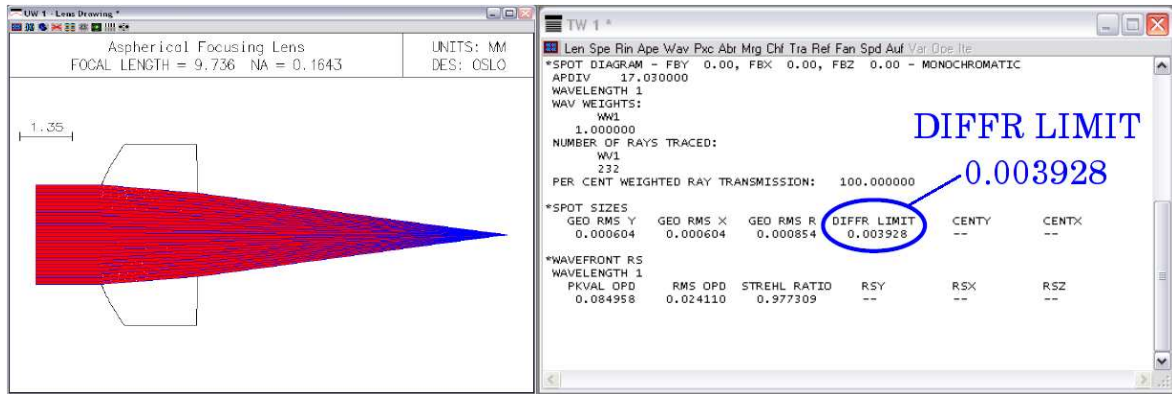 UW 1 - Lens Drawing *
Aspherical Focusing Lens
FOCAL LENGTH = 9.736 NA = 0.1643
UNITS: MM
DES: OSLO
1.35
TW 1 *
Len Spe Rin Ape Wav Pxc Abr Mrg Chf Tra Ref Fan Spd Auf Var Ope Ite
*SPOT DIAGRAM - FBY 0.00, FBX 0.00, FBZ 0.00 - MONOCHROMATIC
APDIV 17.030000
WAVELENGTH 1
WAV WEIGHTS:
WW1
1.000000
NUMBER OF RAYS TRACED:
WV1
232
PER CENT WEIGHTED RAY TRANSMISSION: 100.000000
DIFFR LIMIT
0.003928
*SPOT SIZES
GEO RMS Y GEO RMS X GEO RMS R DIFFR LIMIT CENTY CENTX
0.000604 0.000604 0.000854 0.003928 -- --
*WAVEFRONT RS
WAVELENGTH 1
PKVAL OPD RMS OPD STREHL RATIO RSY RSX RSZ
0.084958 0.024110 0.977309 -- -- --